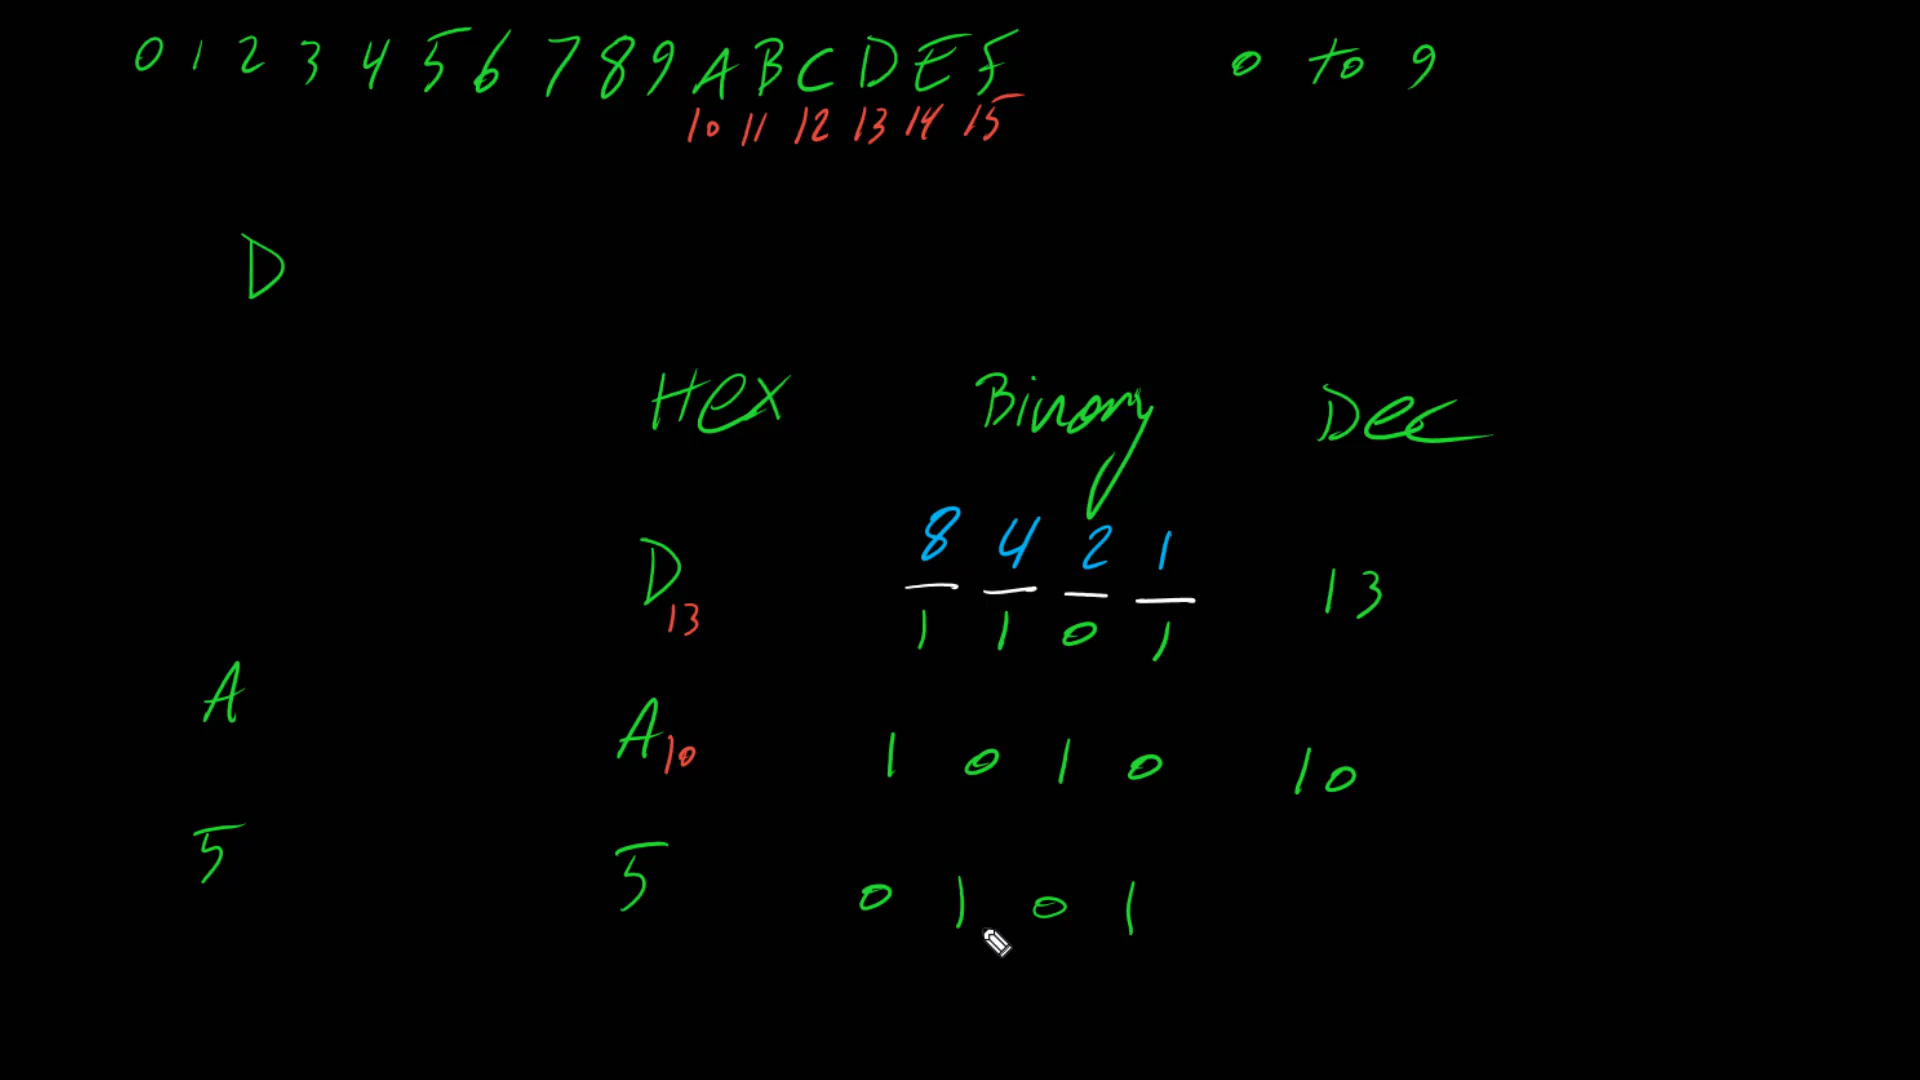 0 1 2 3 4 5 6 7 8 9 A B C D E F 0 to 9
10 11 12 13 14 15
D
Hex Binary Dec
8 4 2 1
D 13 1 1 0 1 13
A A 10 1 0 1 0 10
5 5 0 1 0 1